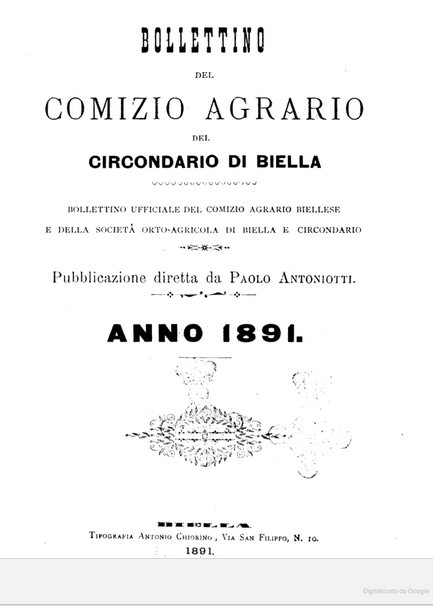 BOLLETTINO
DEL
COMIZIO AGRARIO
DEL
CIRCONDARIO DI BIELLA
BOLLETTINO UFFICIALE DEL COMIZIO AGRARIO BIELLESE
E DELLA SOCIETÀ ORTO-AGRICOLA DI BIELLA E CIRCONDARIO
Pubblicazione diretta da PAOLO ANTONIOTTI.
ANNO 1891.
BIELLA
TIPOGRAFIA ANTONIO CHIORINO, VIA SAN FILIPPO, N. 10.
1891.
Digitalizzato da Google